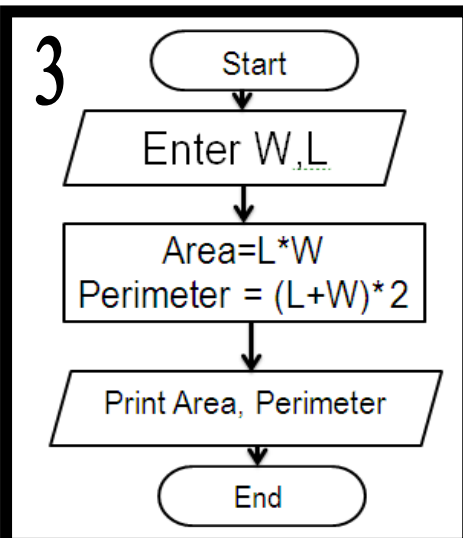 3
Start
Enter W,L
Area=L*W
Perimeter = (L+W)*2
Print Area, Perimeter
End